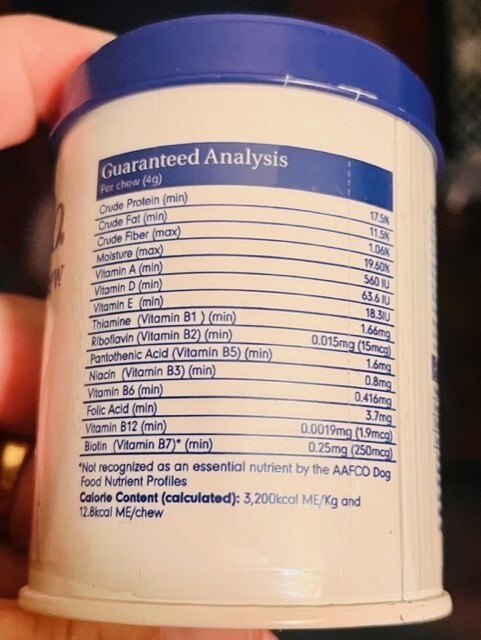 Guaranteed Analysis
Per chew (4g)
Crude Protein (min) 17.5%
Crude Fat (min) 11.5%
Crude Fiber (max) 1.06%
Moisture (max) 19.60%
Vitamin A (min) 560 IU
Vitamin D (min) 63.6 IU
Vitamin E (min) 18.3IU
Thiamine (Vitamin B1 ) (min) 1.66mg
Riboflavin (Vitamin B2) (min) 0.015mg (15mcg)
Pantothenic Acid (Vitamin B5) (min) 1.6mg
Niacin (Vitamin B3) (min) 0.8mg
Vitamin B6 (min) 0.416mg
Folic Acid (min) 3.7mg
Vitamin B12 (min) 0.0019mg (1.9mcg)
Biotin (Vitamin B7)* (min) 0.25mg (250mcg)
*Not recognized as an essential nutrient by the AAFCO Dog
Food Nutrient Profiles
Calorie Content (calculated): 3,200kcal ME/Kg and
12.8kcal ME/chew